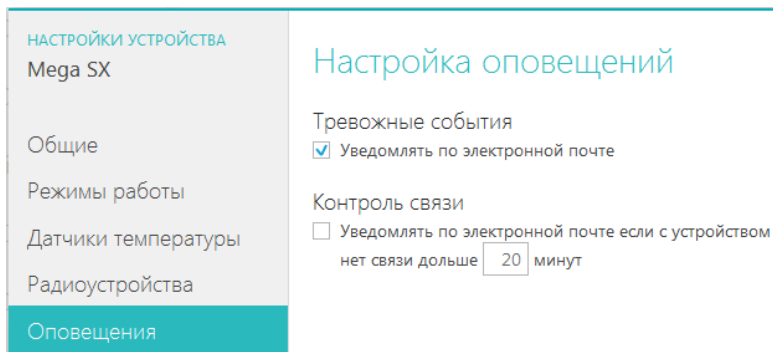 НАСТРОЙКИ УСТРОЙСТВА
Mega SX
Общие
Режимы работы
Датчики температуры
Радиоустройства
Оповещения
Настройка оповещений
Тревожные события
Уведомлять по электронной почте
Контроль связи
Уведомлять по электронной почте если с устройством
нет связи дольше 20 минут